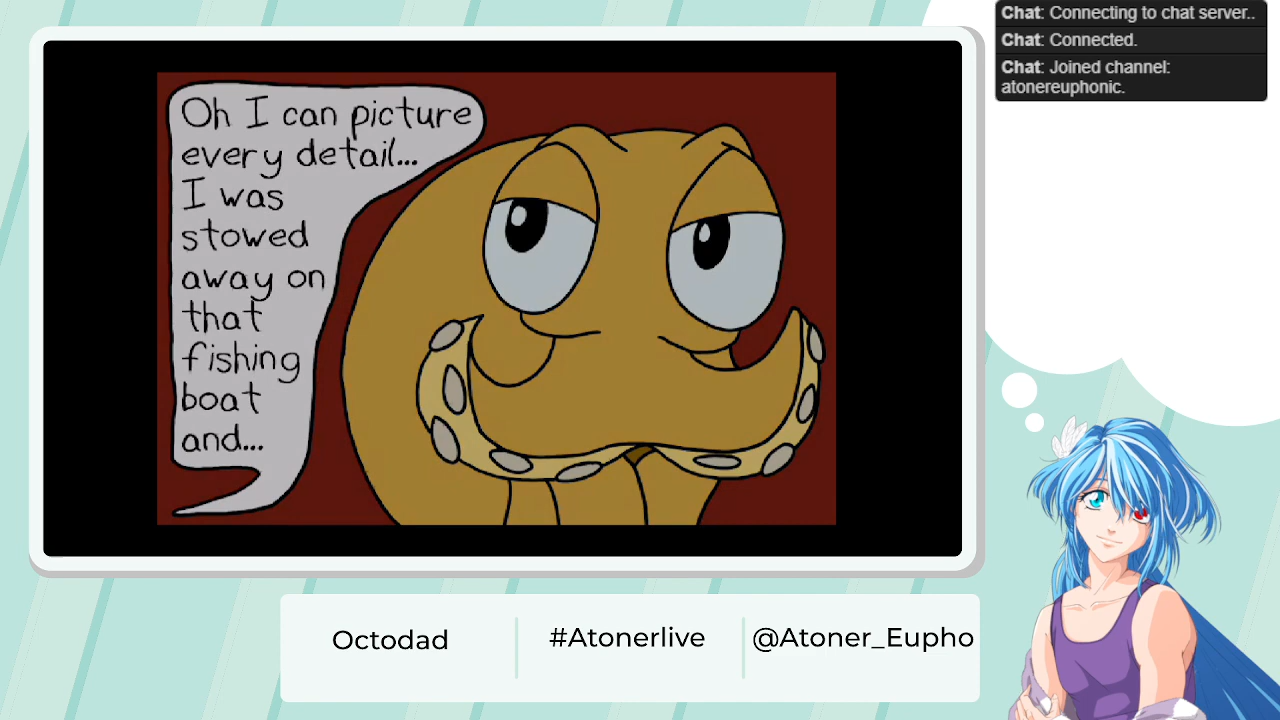 Oh I can picture
every detail...
I was
stowed
away on
that
fishing
boat
and...
Chat: Connecting to chat server..
Chat: Connected.
Chat: Joined channel:
atonereuphonic.
Octodad
#Atonerlive
@Atoner_Eupho